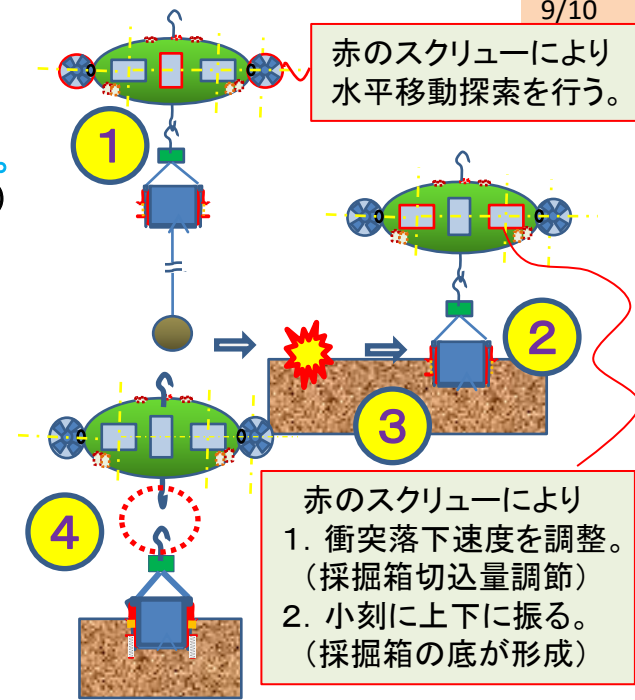 9/10
赤のスクリューにより
水平移動探索を行う。
1
2
3
4
赤のスクリューにより
1. 衝突落下速度を調整。
（採掘箱切込量調節）
2. 小刻に上下に振る。
（採掘箱の底が形成）